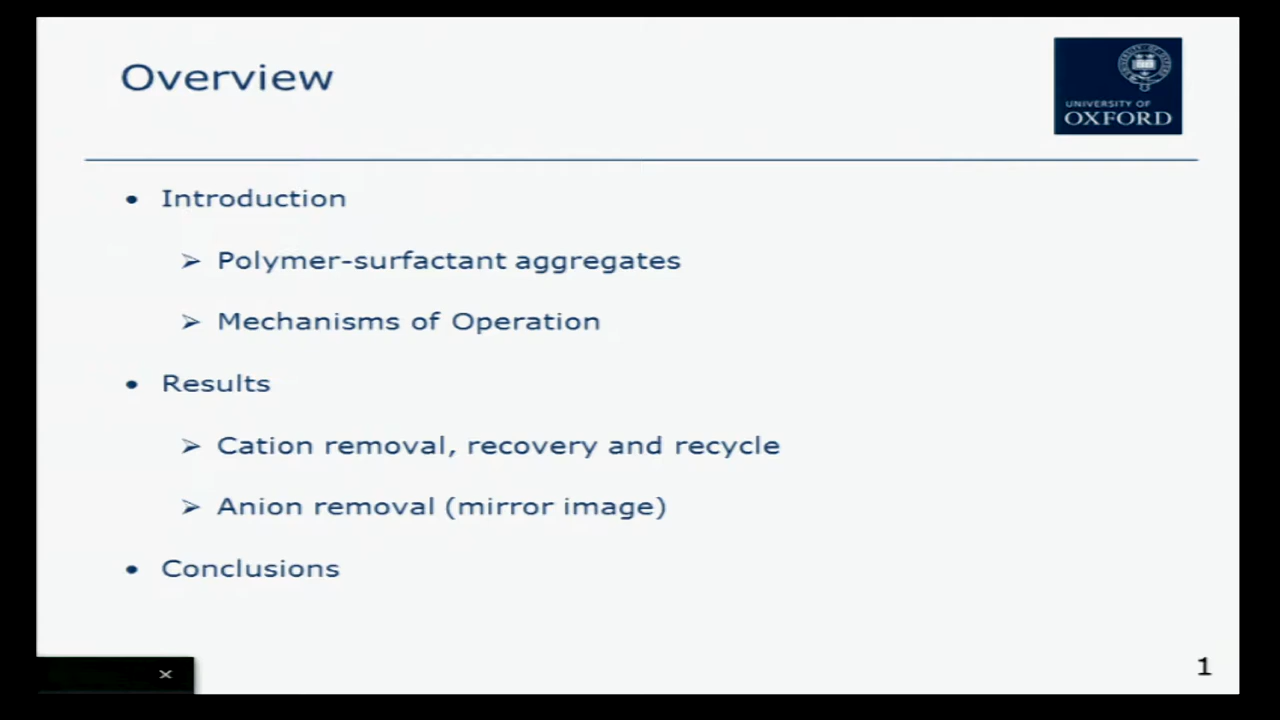 Overview
UNIVERSITY OF
OXFORD
• Introduction
➢ Polymer-surfactant aggregates
➢ Mechanisms of Operation
• Results
➢ Cation removal, recovery and recycle
➢ Anion removal (mirror image)
• Conclusions
1